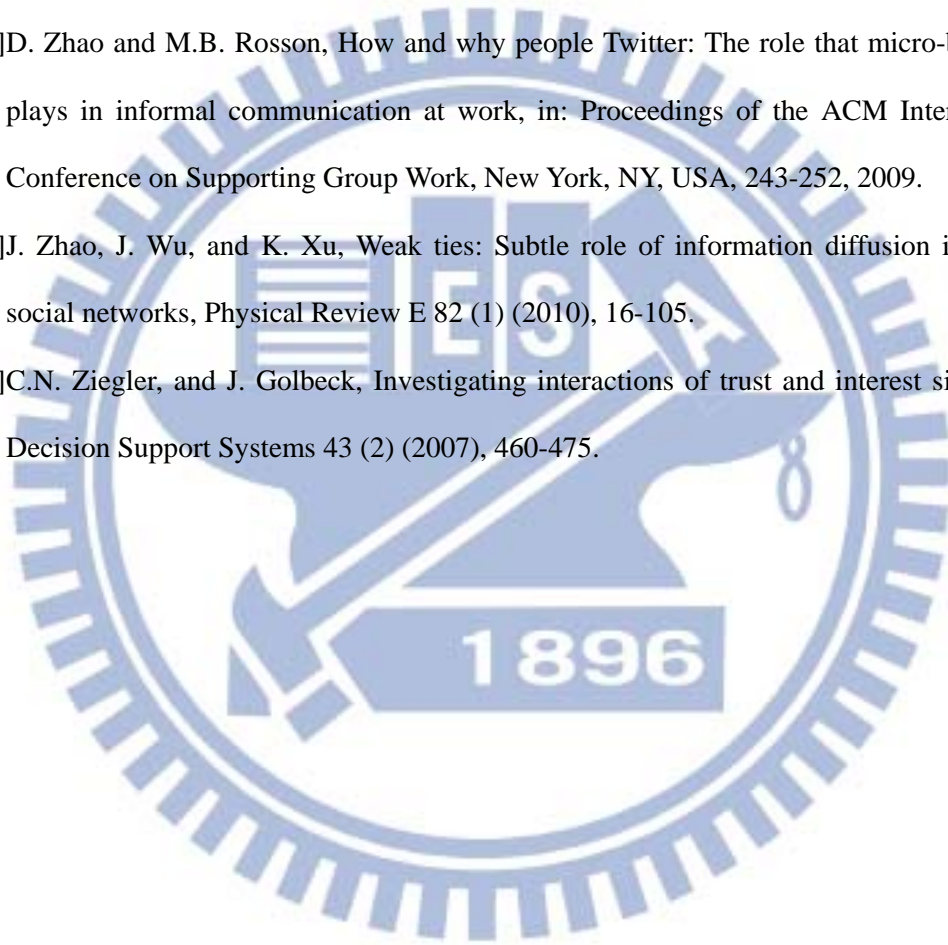 ]D. Zhao and M.B. Rosson, How and why people Twitter: The role that micro-
plays in informal communication at work, in: Proceedings of the ACM Inter
Conference on Supporting Group Work, New York, NY, USA, 243-252, 2009.
]J. Zhao, J. Wu, and K. Xu, Weak ties: Subtle role of information diffusion i
social networks, Physical Review E 82 (1) (2010), 16-105.
]C.N. Ziegler, and J. Golbeck, Investigating interactions of trust and interest si
Decision Support Systems 43 (2) (2007), 460-475.
ESA
1896